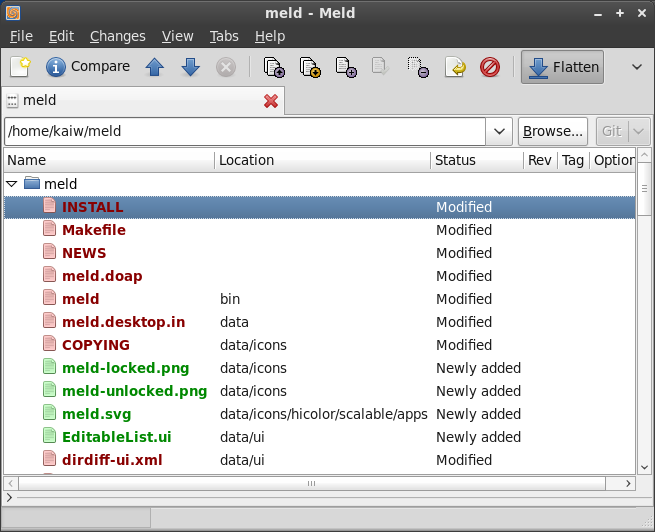 meld - Meld
File Edit Changes View Tabs Help
Compare Flatten
meld
/home/kaiw/meld Browse... Git
Name Location Status Rev Tag Option
meld
INSTALL Modified
Makefile Modified
NEWS Modified
meld.doap Modified
meld bin Modified
meld.desktop.in data Modified
COPYING data/icons Modified
meld-locked.png data/icons Newly added
meld-unlocked.png data/icons Newly added
meld.svg data/icons/hicolor/scalable/apps Newly added
EditableList.ui data/ui Newly added
dirdiff-ui.xml data/ui Modified